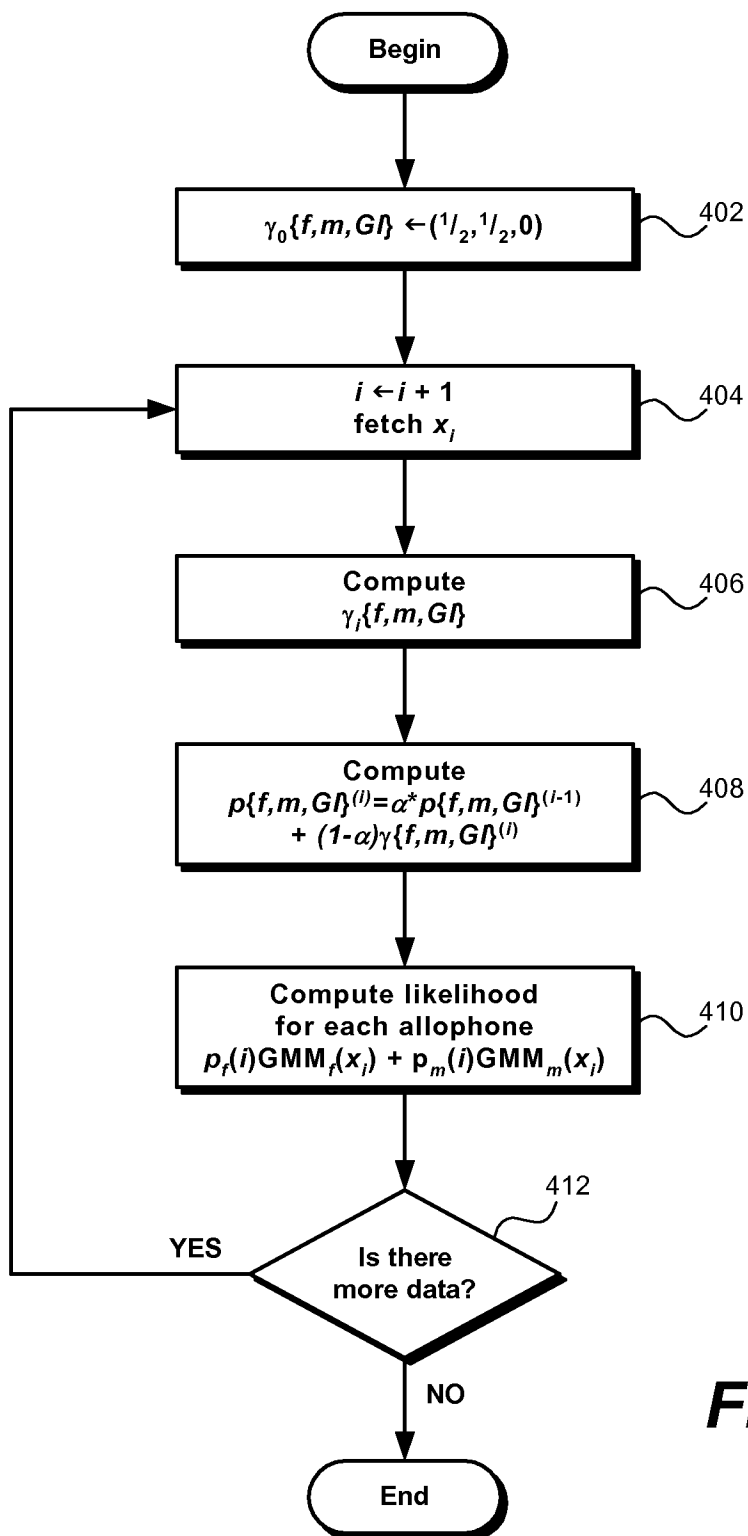 Begin
γ₀{f,m,GI} ←(¹/₂,¹/₂,0)
402
i ← i + 1
fetch xᵢ
404
Compute
γᵢ{f,m,GI}
406
Compute
p{f,m,GI}⁽ⁱ⁾=α*p{f,m,GI}⁽ⁱ⁻¹⁾
+ (1-α)γ{f,m,GI}⁽ⁱ⁾
408
Compute likelihood
for each allophone
p_f(i)GMM_f(xᵢ) + pₘ(i)GMMₘ(xᵢ)
410
412
YES
Is there
more data?
NO
End